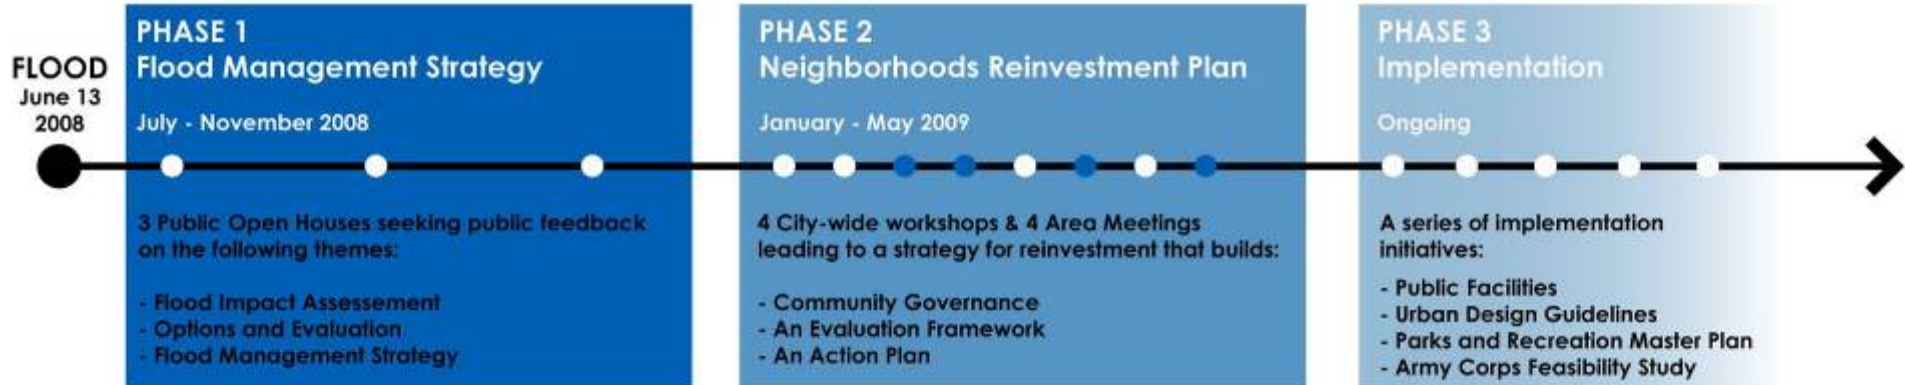 FLOOD
June 13
2008
PHASE 1
Flood Management Strategy
July - November 2008
3 Public Open Houses seeking public feedback
on the following themes:
- Flood Impact Assessement
- Options and Evaluation
- Flood Management Strategy
PHASE 2
Neighborhoods Reinvestment Plan
January - May 2009
4 City-wide workshops & 4 Area Meetings
leading to a strategy for reinvestment that builds:
- Community Governance
- An Evaluation Framework
- An Action Plan
PHASE 3
Implementation
Ongoing
A series of implementation
initiatives:
- Public Facilities
- Urban Design Guidelines
- Parks and Recreation Master Plan
- Army Corps Feasibility Study